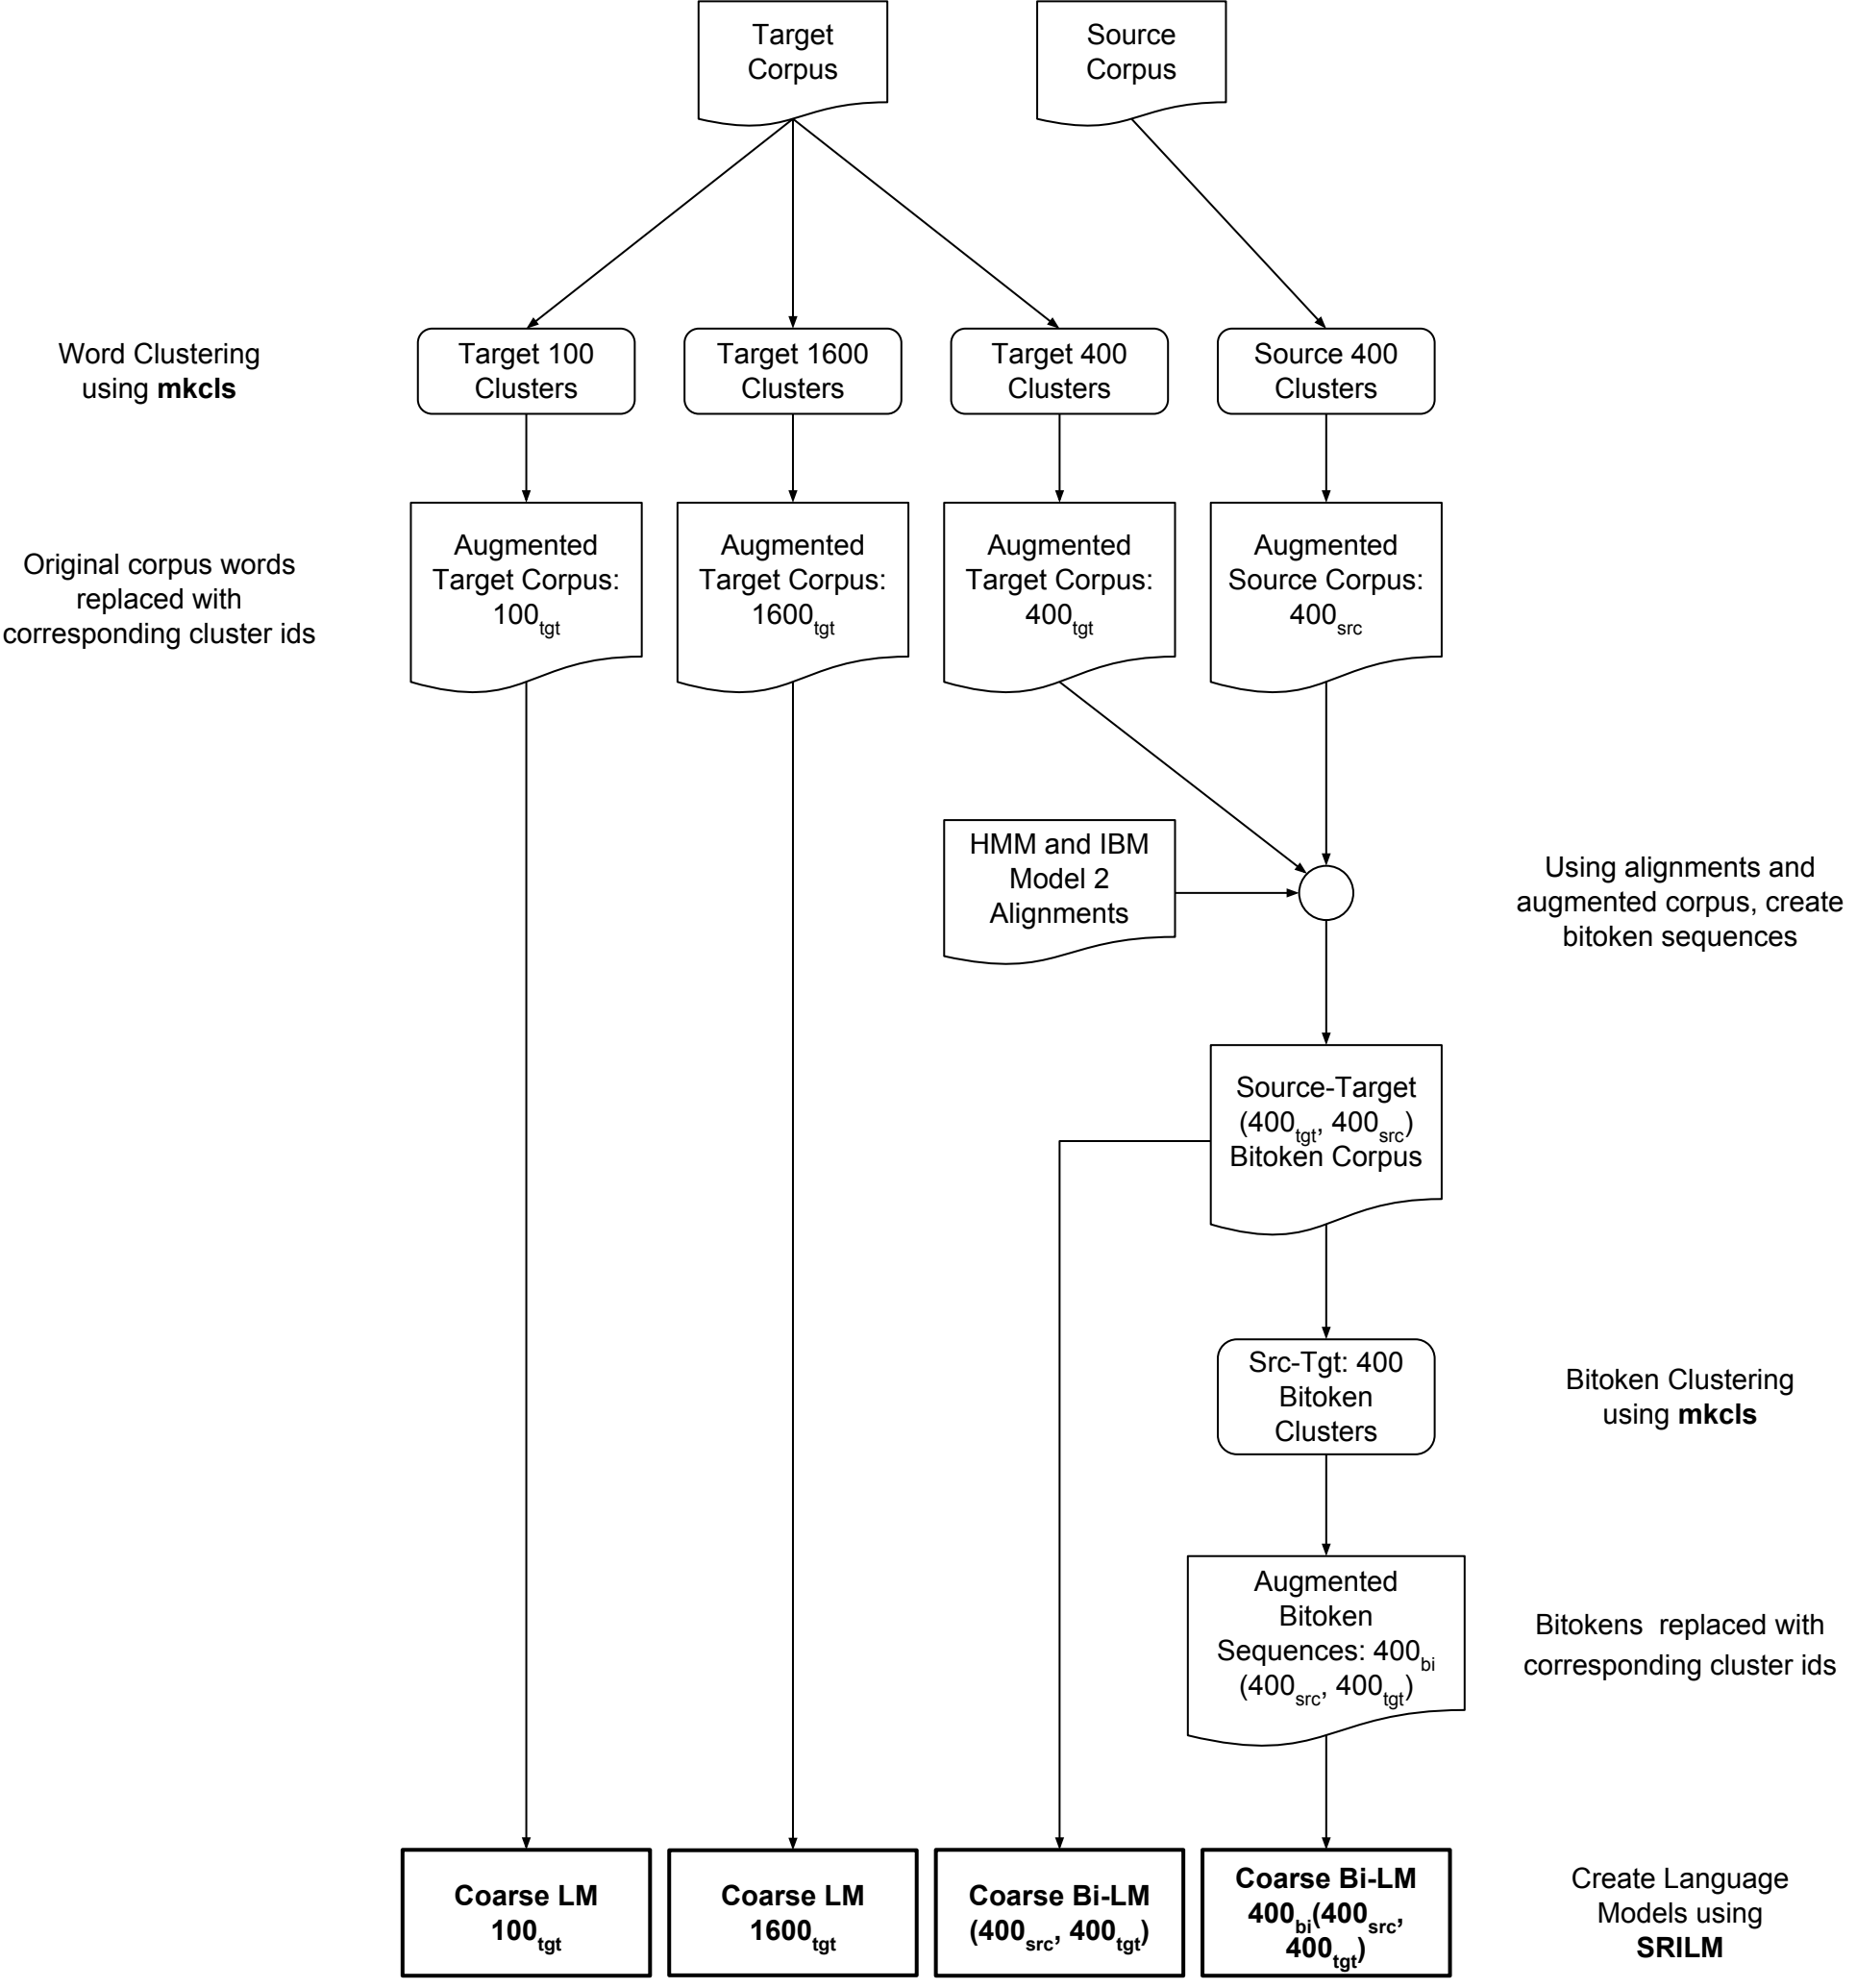 Target
Corpus
Source
Corpus
Word Clustering
using mkcls
Target 100
Clusters
Target 1600
Clusters
Target 400
Clusters
Source 400
Clusters
Original corpus words
replaced with
corresponding cluster ids
Augmented
Target Corpus:
100tgt
Augmented
Target Corpus:
1600tgt
Augmented
Target Corpus:
400tgt
Augmented
Source Corpus:
400src
HMM and IBM
Model 2
Alignments
Using alignments and
augmented corpus, create
bitoken sequences
Source-Target
(400tgt, 400src)
Bitoken Corpus
Src-Tgt: 400
Bitoken
Clusters
Bitoken Clustering
using mkcls
Augmented
Bitoken
Sequences: 400bi
(400src, 400tgt)
Bitokens replaced with
corresponding cluster ids
Coarse LM
100tgt
Coarse LM
1600tgt
Coarse Bi-LM
(400src, 400tgt)
Coarse Bi-LM
400bi(400src,
400tgt)
Create Language
Models using
SRILM